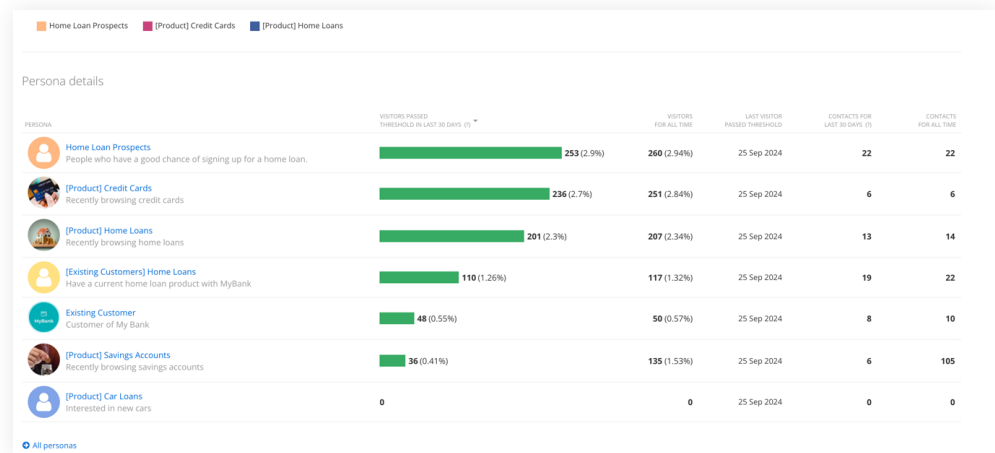 Home Loan Prospects [Product] Credit Cards [Product] Home Loans
Persona details
PERSONA
VISITORS PASSED
THRESHOLD IN LAST 30 DAYS (?)
VISITORS
FOR ALL TIME
LAST VISITOR
PASSED THRESHOLD
CONTACTS FOR
LAST 30 DAYS (?)
CONTACTS
FOR ALL TIME
Home Loan Prospects
People who have a good chance of signing up for a home loan.
253 (2.9%) 260 (2.94%) 25 Sep 2024 22 22
[Product] Credit Cards
Recently browsing credit cards
236 (2.7%) 251 (2.84%) 25 Sep 2024 6 6
[Product] Home Loans
Recently browsing home loans
201 (2.3%) 207 (2.34%) 25 Sep 2024 13 14
[Existing Customers] Home Loans
Have a current home loan product with MyBank
110 (1.26%) 117 (1.32%) 25 Sep 2024 19 22
MyBank
Existing Customer
Customer of My Bank
48 (0.55%) 50 (0.57%) 25 Sep 2024 8 10
[Product] Savings Accounts
Recently browsing savings accounts
36 (0.41%) 135 (1.53%) 25 Sep 2024 6 105
[Product] Car Loans
Interested in new cars
0 0 25 Sep 2024 0 0
All personas